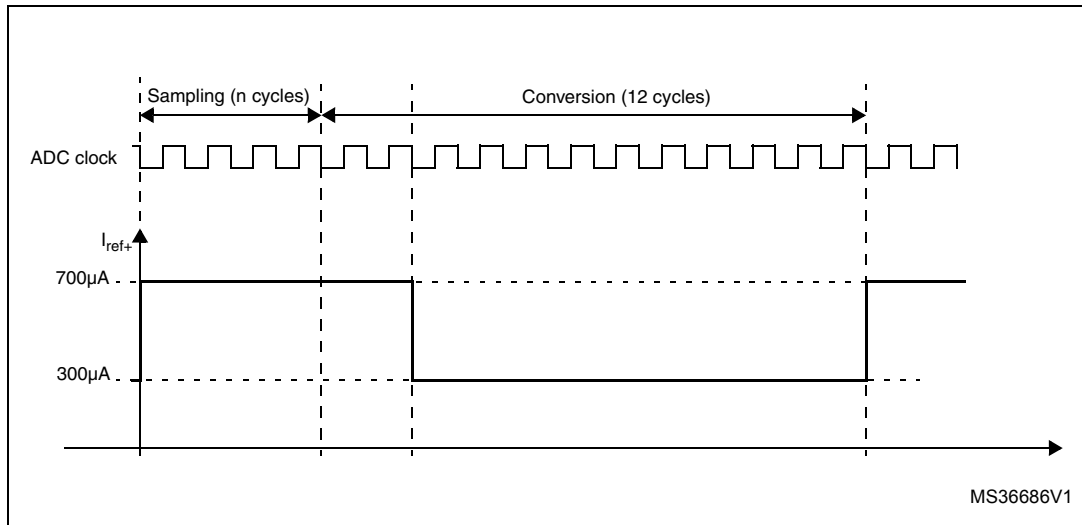 Sampling (n cycles)
Conversion (12 cycles)
ADC clock
Iref+
700µA
300µA
MS36686V1